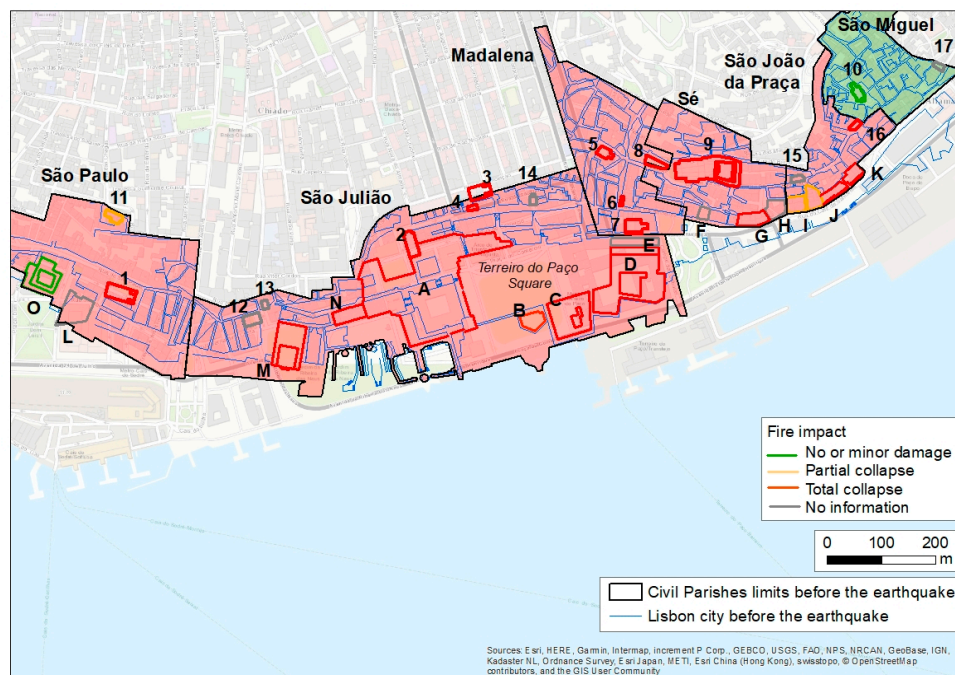 São Miguel
17
Madalena
São João
da Praça
10
Sé
16
5
8
9
15
São Paulo
11
São Julião
3
14
4
K
6
2
7
F
G
H
I
J
E
Terreiro do Paço
Square
D
1
13
12
N
A
C
B
O
L
M
Chiado
Fire impact
No or minor damage
Partial collapse
Total collapse
No information
0 100 200
m
Civil Parishes limits before the earthquake
Lisbon city before the earthquake
Sources: Esri, HERE, Garmin, Intermap, increment P Corp., GEBCO, USGS, FAO, NPS, NRCAN, GeoBase, IGN,
Kadaster NL, Ordnance Survey, Esri Japan, METI, Esri China (Hong Kong), swisstopo, © OpenStreetMap
contributors, and the GIS User Community